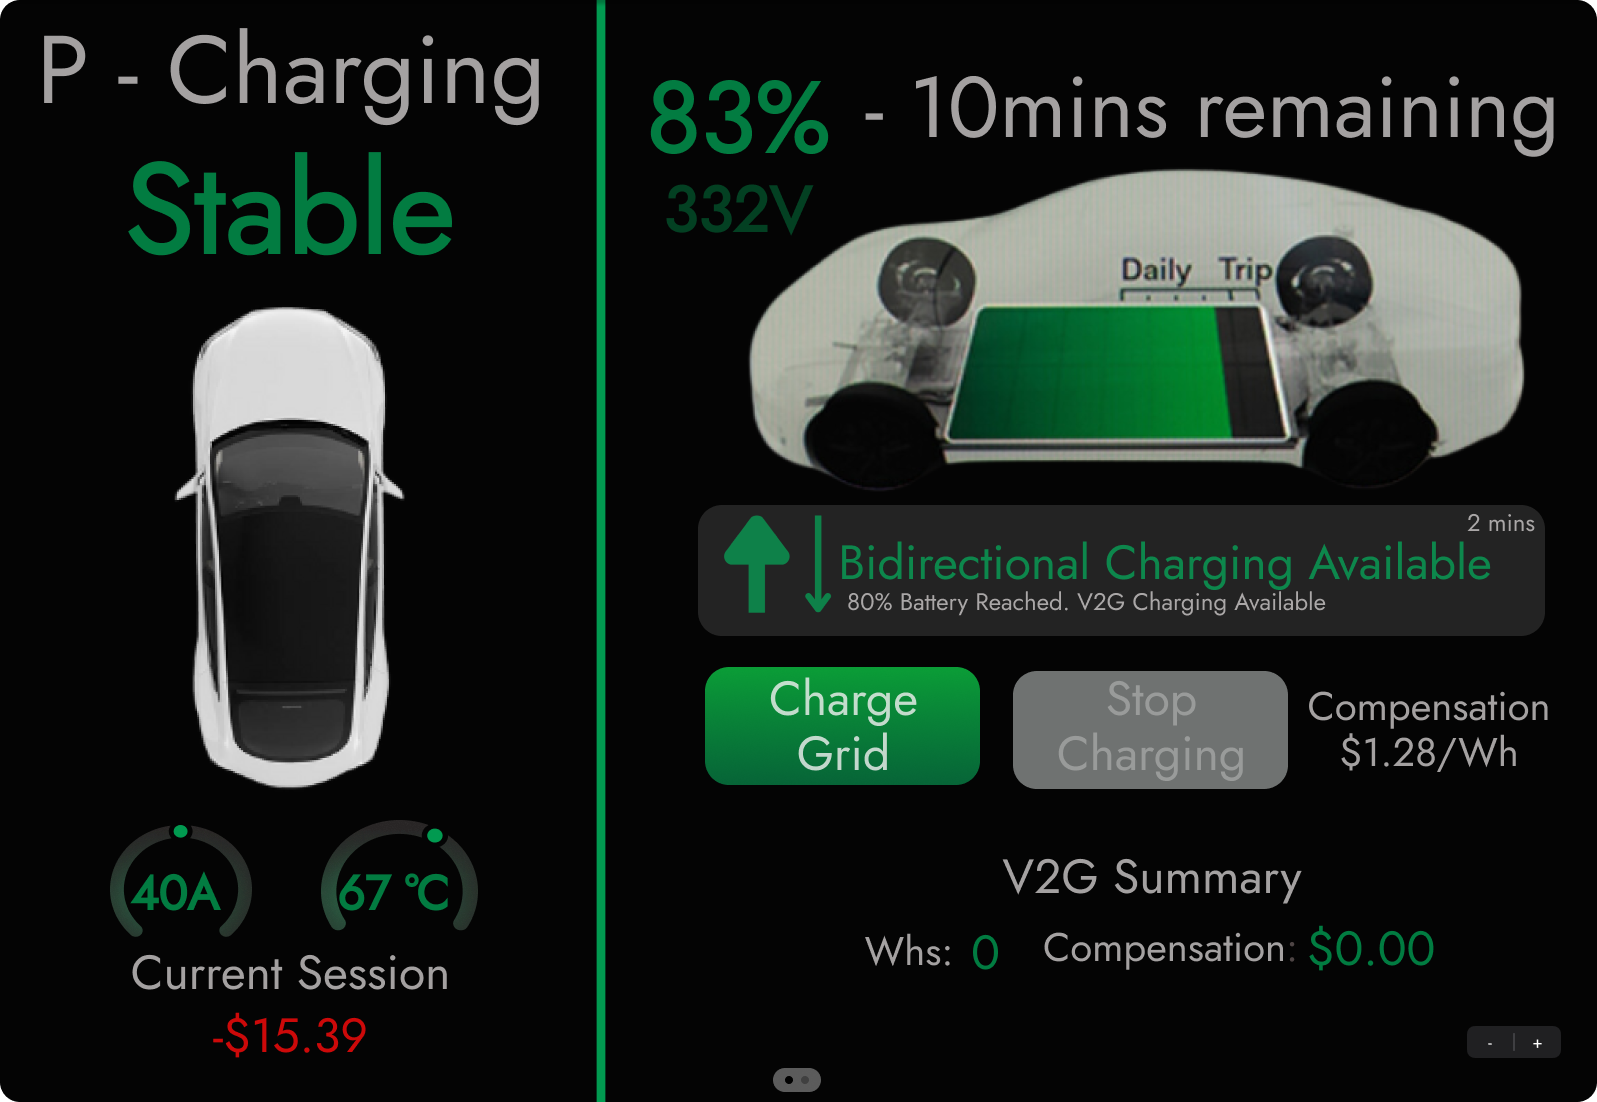 P - Charging
Stable
40A
67 °C
Current Session
-$15.39
83% - 10mins remaining
332V
Daily Trip
2 mins
Bidirectional Charging Available
80% Battery Reached. V2G Charging Available
Charge
Grid
Stop
Charging
Compensation
$1.28/Wh
V2G Summary
Whs: 0 Compensation: $0.00
- | +